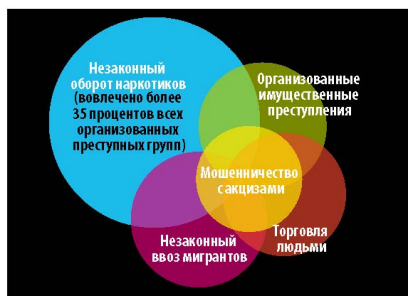 Незаконный
оборот наркотиков
(вовлечено более
35 процентов всех
организованных
преступных групп)
Организованные
имущественные
преступления
Мошенничество
сакцизами
Незаконный
ввоз мигрантов
Торговля
людьми